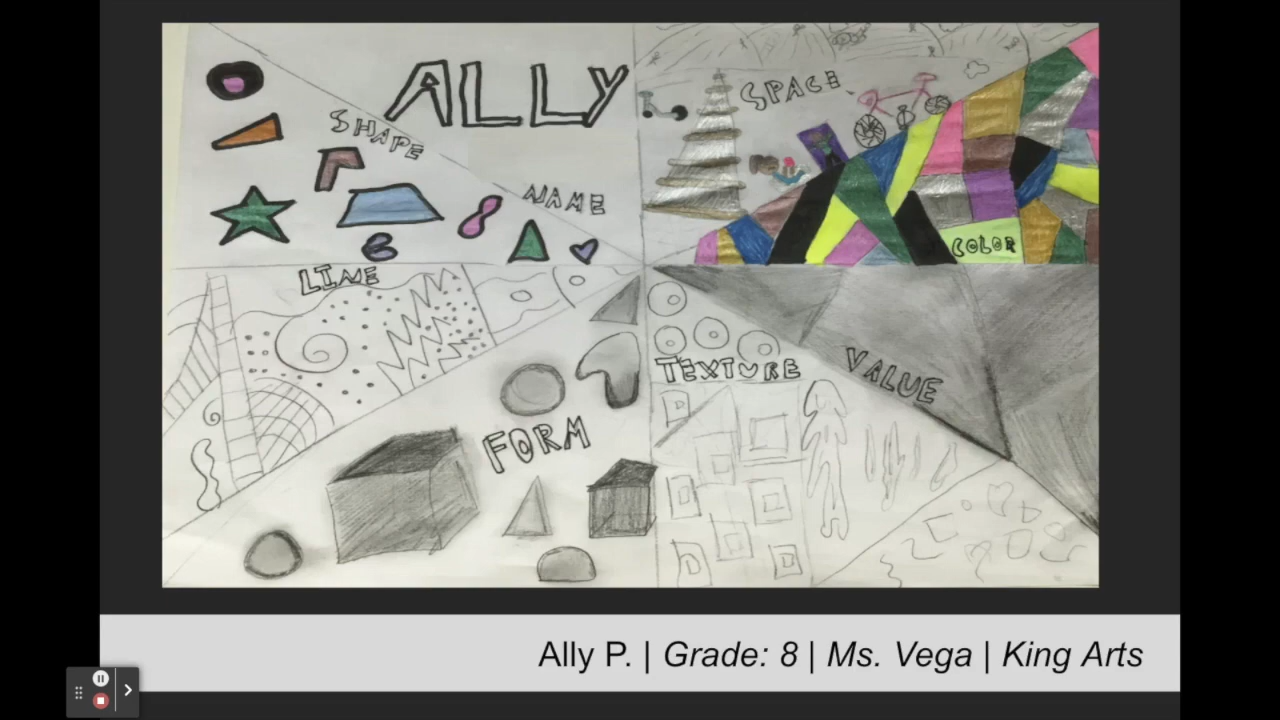 ALLY
SHAPE
NAME
SPACE
COLOR
LINE
FORM
TEXTURE
VALUE
Ally P. | Grade: 8 | Ms. Vega | King Arts